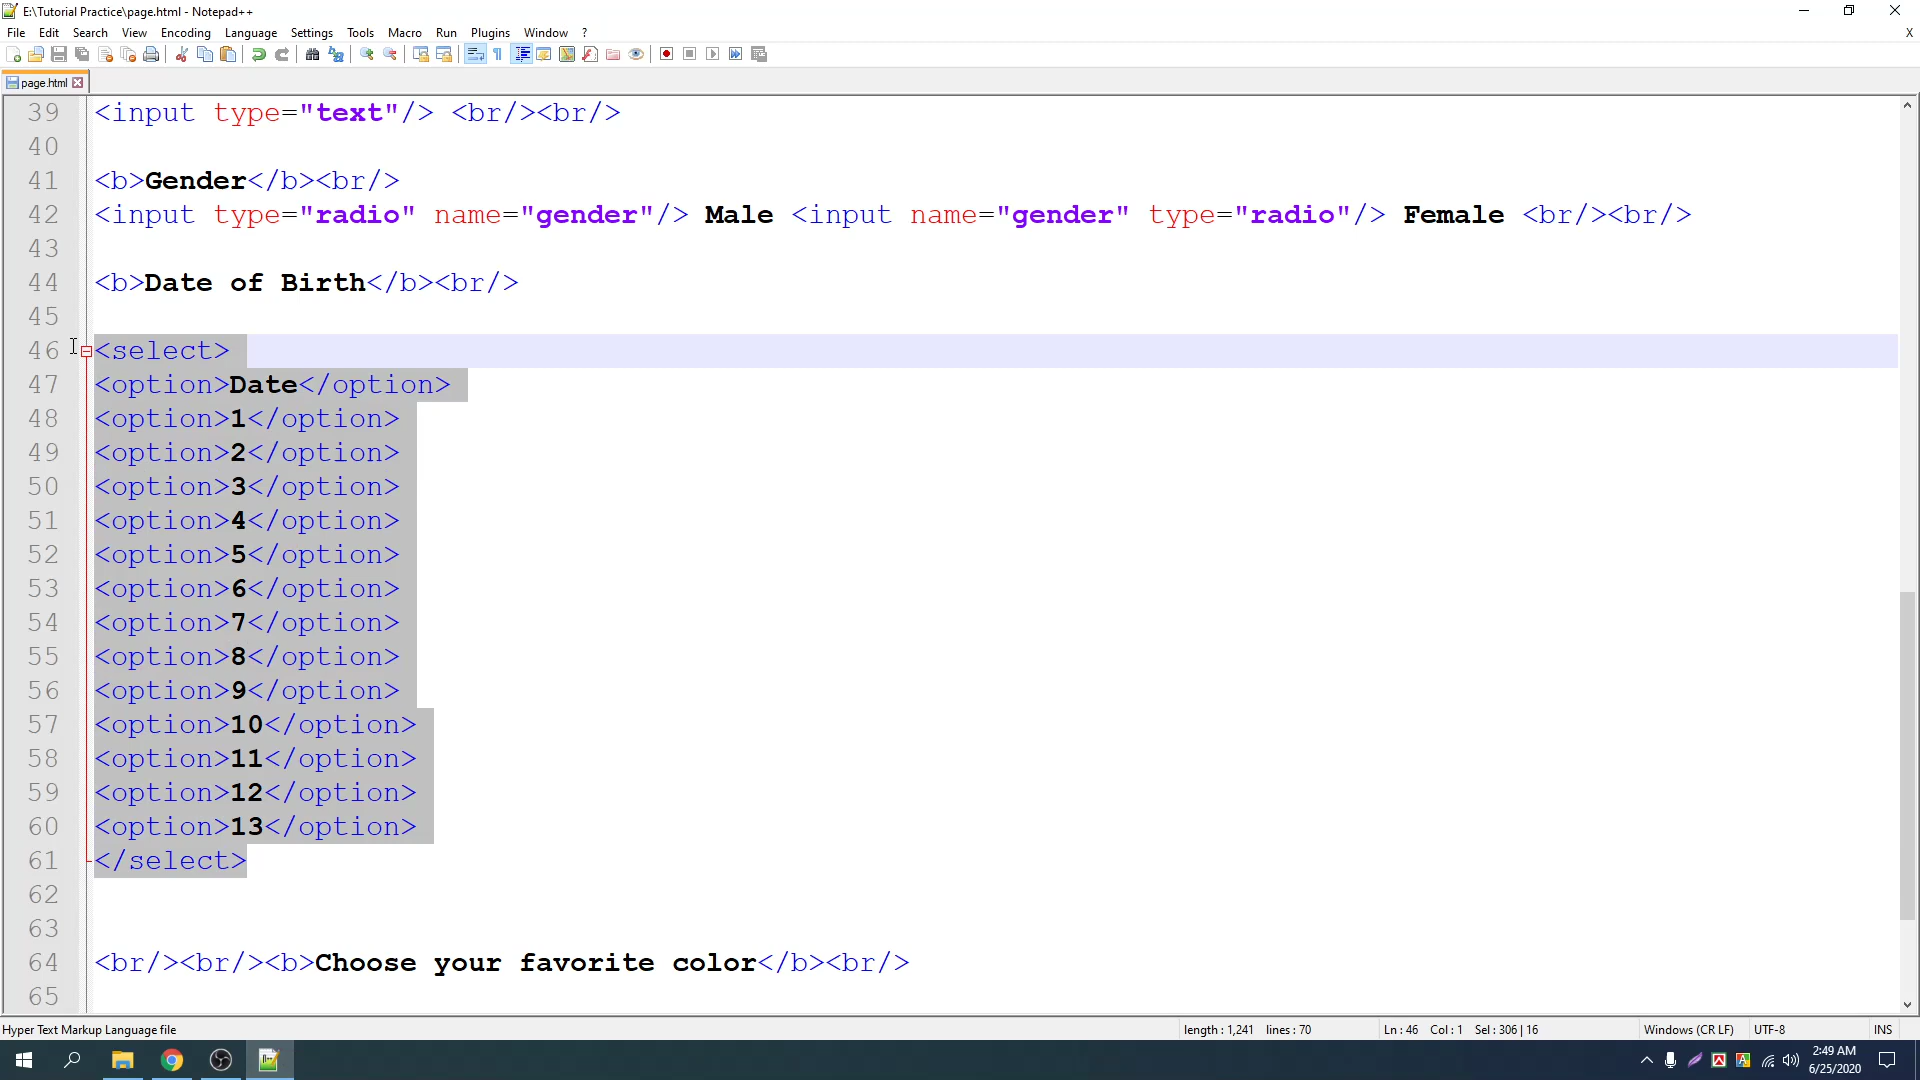 E:\Tutorial Practice\page.html - Notepad++
File Edit Search View Encoding Language Settings Tools Macro Run Plugins Window ? X
page.html
39 <input type="text"/> <br/><br/>
40
41 <b>Gender</b><br/>
42 <input type="radio" name="gender"/> Male <input name="gender" type="radio"/> Female <br/><br/>
43
44 <b>Date of Birth</b><br/>
45
46 <select>
47 <option>Date</option>
48 <option>1</option>
49 <option>2</option>
50 <option>3</option>
51 <option>4</option>
52 <option>5</option>
53 <option>6</option>
54 <option>7</option>
55 <option>8</option>
56 <option>9</option>
57 <option>10</option>
58 <option>11</option>
59 <option>12</option>
60 <option>13</option>
61 </select>
62
63
64 <br/><br/><b>Choose your favorite color</b><br/>
65
Hyper Text Markup Language file length : 1,241 lines : 70 Ln : 46 Col : 1 Sel : 306 | 16 Windows (CR LF) UTF-8 INS
2:49 AM
6/25/2020